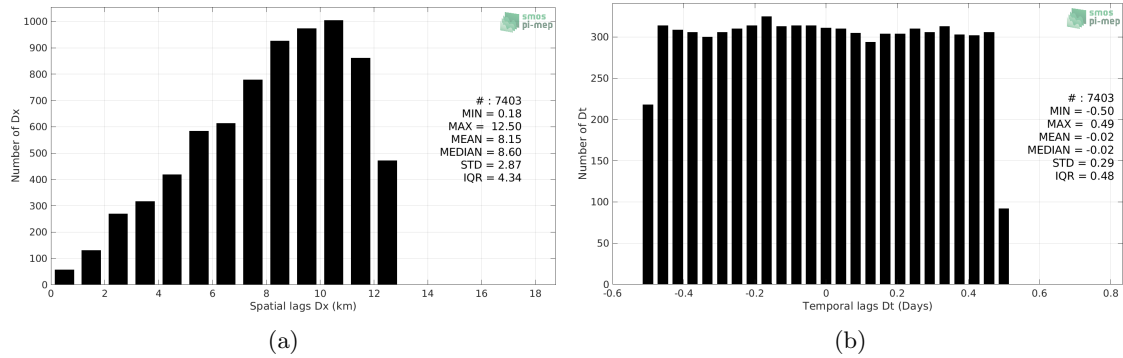 smos
pi-mep
1000
900
800
700
600
500
400
300
200
100
0
Number of Dx
# : 7403
MIN = 0.18
MAX = 12.50
MEAN = 8.15
MEDIAN = 8.60
STD = 2.87
IQR = 4.34
0 2 4 6 8 10 12 14 16 18
Spatial lags Dx (km)
(a)
smos
pi-mep
300
250
200
150
100
50
0
Number of Dt
# : 7403
MIN = -0.50
MAX = 0.49
MEAN = -0.02
MEDIAN = -0.02
STD = 0.29
IQR = 0.48
-0.6 -0.4 -0.2 0 0.2 0.4 0.6 0.8
Temporal lags Dt (Days)
(b)